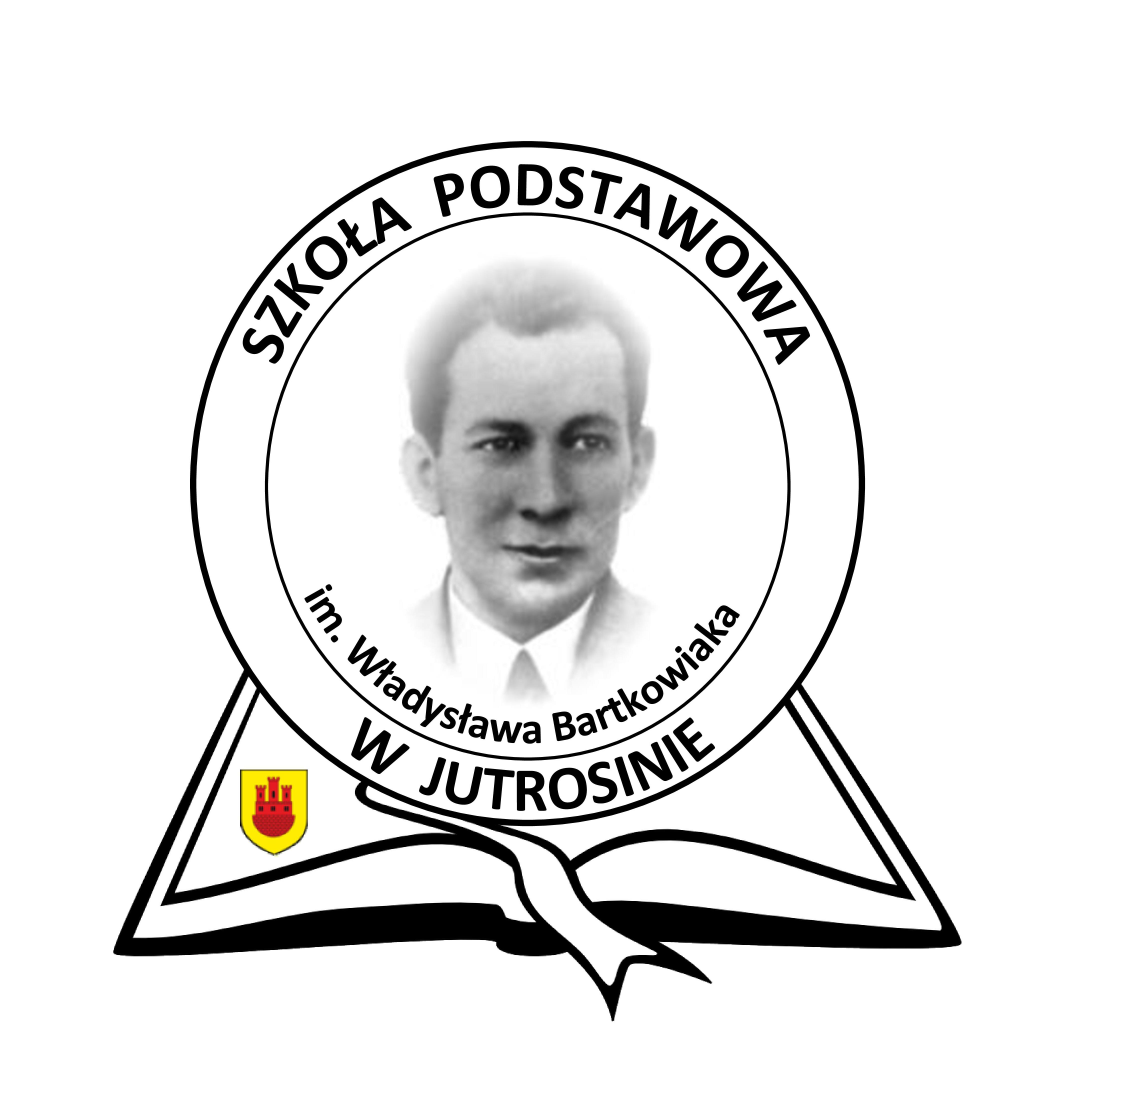 SZKOŁA PODSTAWOWA
im. Władysława Bartkowiaka
W JUTROSINIE